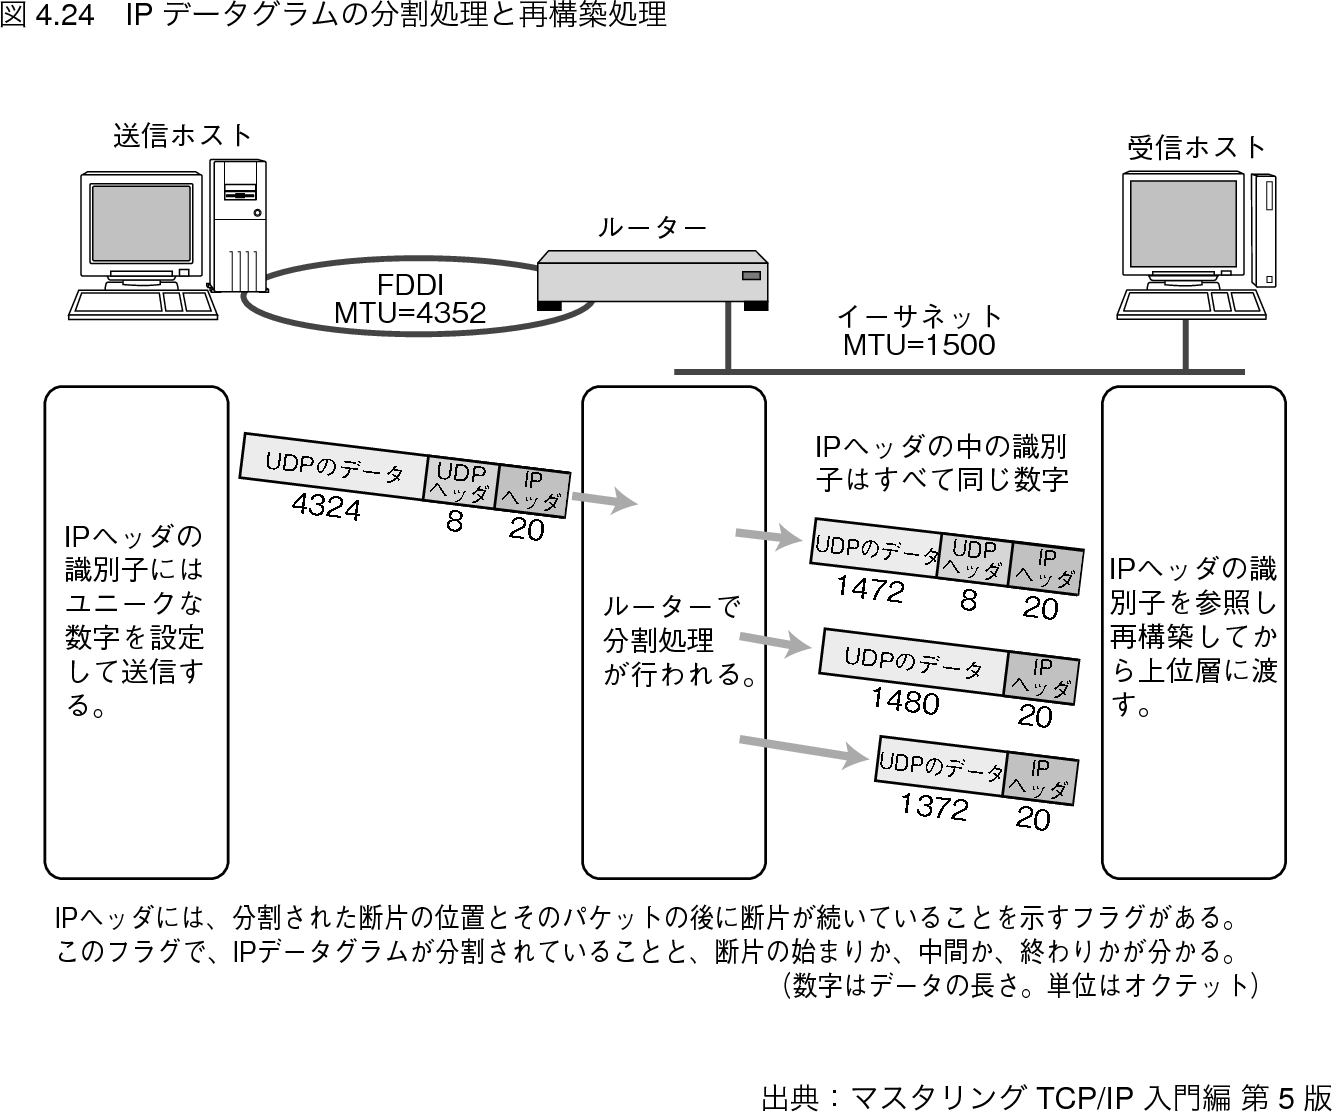 図 4.24　IP データグラムの分割処理と再構築処理
送信ホスト
受信ホスト
ルーター
FDDI
MTU=4352
イーサネット
MTU=1500
IPヘッダの
識別子には
ユニークな
数字を設定
して送信す
る。
UDPのデータ
4324
UDP
ヘッダ
8
IP
ヘッダ
20
ルーターで
分割処理
が行われる。
IPヘッダの中の識別
子はすべて同じ数字
UDPのデータ
1472
UDP
ヘッダ
8
IP
ヘッダ
20
UDPのデータ
1480
IP
ヘッダ
20
UDPのデータ
1372
IP
ヘッダ
20
IPヘッダの識
別子を参照し
再構築してか
ら上位層に渡
す。
IPヘッダには、分割された断片の位置とそのパケットの後に断片が続いていることを示すフラグがある。
このフラグで、IPデータグラムが分割されていることと、断片の始まりか、中間か、終わりかが分かる。
（数字はデータの長さ。単位はオクテット）
出典：マスタリング TCP/IP 入門編 第 5 版